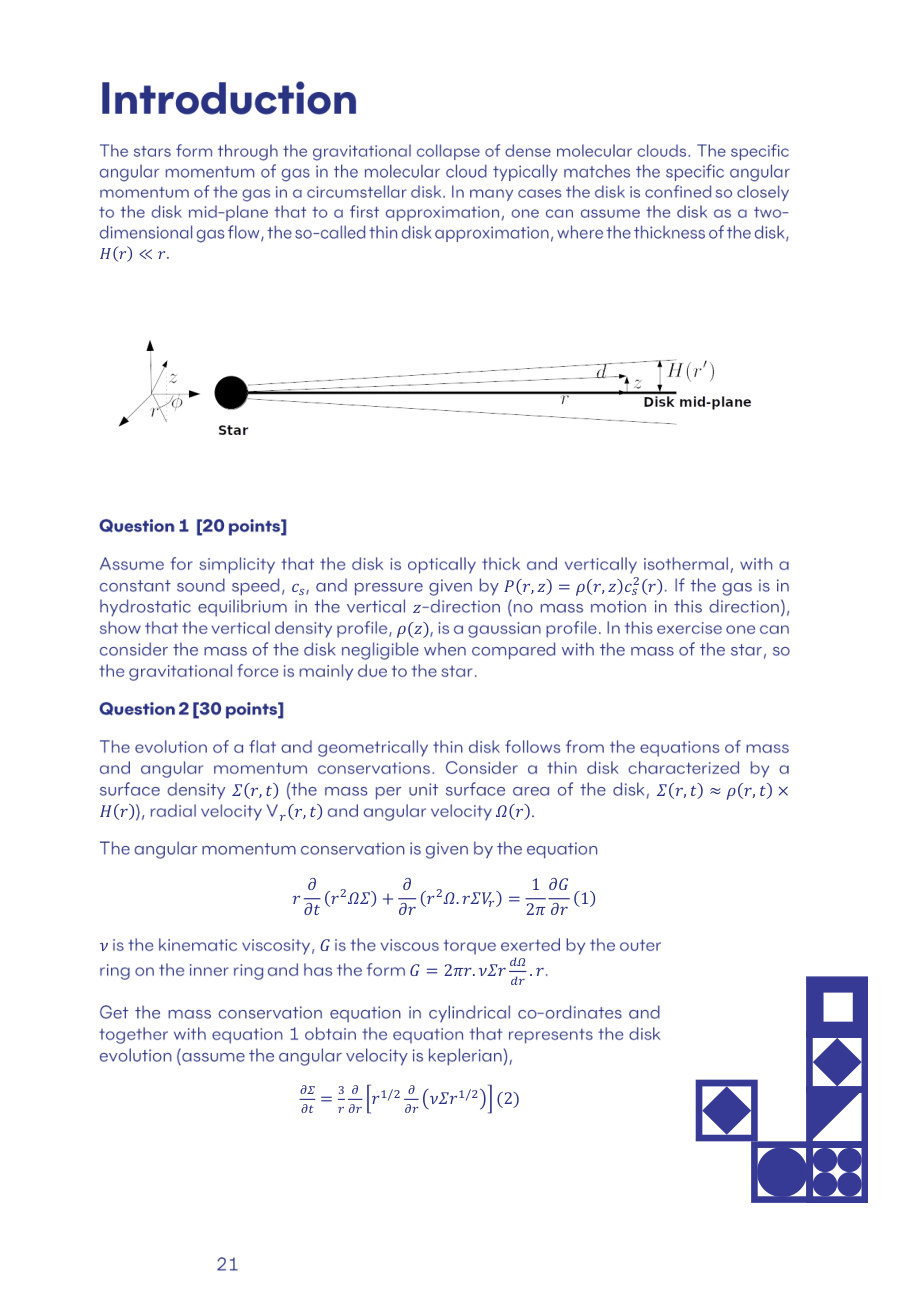 Introduction
The stars form through the gravitational collapse of dense molecular clouds. The specific
angular momentum of gas in the molecular cloud typically matches the specific angular
momentum of the gas in a circumstellar disk. In many cases the disk is confined so closely
to the disk mid-plane that to a first approximation, one can assume the disk as a two-
dimensional gas flow, the so-called thin disk approximation, where the thickness of the disk,
H(r) ≪ r.
z
r
ϕ
Star
d
z
H(r′)
r
Disk mid-plane
Question 1 [20 points]
Assume for simplicity that the disk is optically thick and vertically isothermal, with a
constant sound speed, c_s, and pressure given by P(r, z) = ρ(r, z)c_s^2(r). If the gas is in
hydrostatic equilibrium in the vertical z-direction (no mass motion in this direction),
show that the vertical density profile, ρ(z), is a gaussian profile. In this exercise one can
consider the mass of the disk negligible when compared with the mass of the star, so
the gravitational force is mainly due to the star.
Question 2 [30 points]
The evolution of a flat and geometrically thin disk follows from the equations of mass
and angular momentum conservations. Consider a thin disk characterized by a
surface density Σ(r, t) (the mass per unit surface area of the disk, Σ(r, t) ≈ ρ(r, t) ×
H(r)), radial velocity V_r(r, t) and angular velocity Ω(r).
The angular momentum conservation is given by the equation
r ∂/∂t (r²ΩΣ) + ∂/∂r (r²Ω. rΣV_r) = 1/2π ∂G/∂r (1)
ν is the kinematic viscosity, G is the viscous torque exerted by the outer
ring on the inner ring and has the form G = 2πr. νΣr dΩ/dr . r.
Get the mass conservation equation in cylindrical co-ordinates and
together with equation 1 obtain the equation that represents the disk
evolution (assume the angular velocity is keplerian),
∂Σ/∂t = 3/r ∂/∂r [r^{1/2} ∂/∂r (νΣr^{1/2})] (2)
21